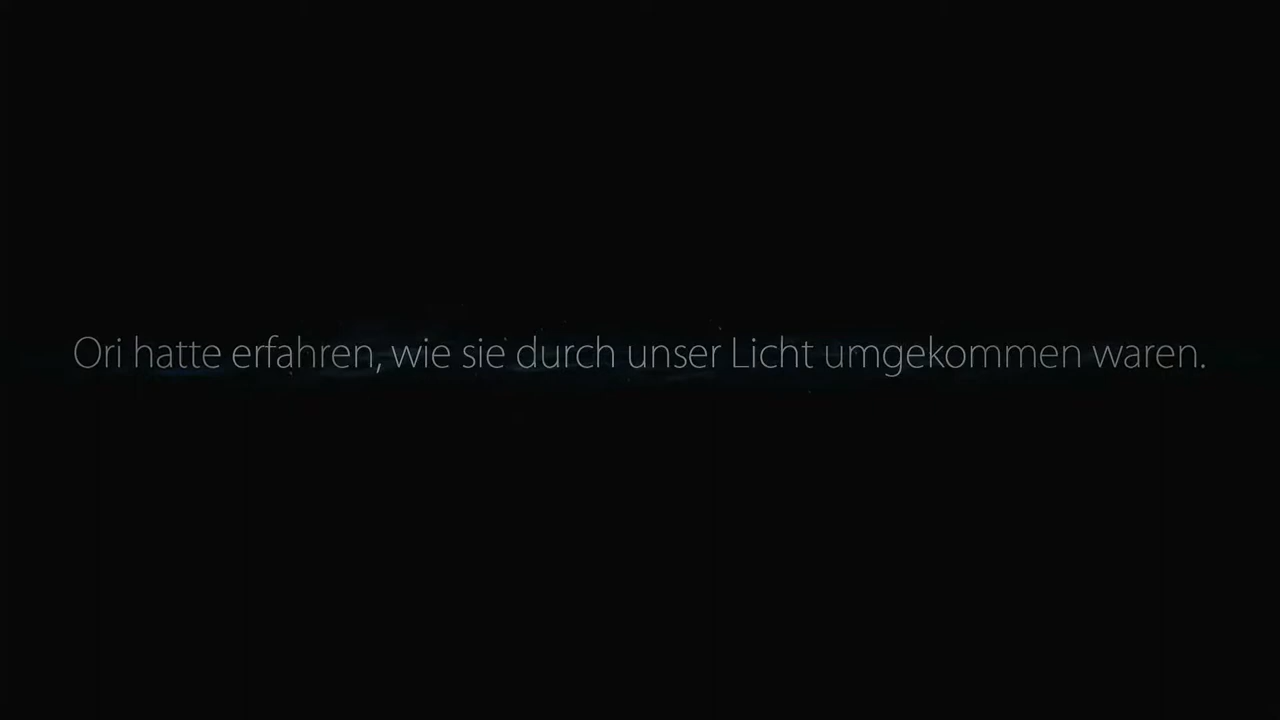 Ori hatte erfahren, wie sie durch unser Licht umgekommen waren.